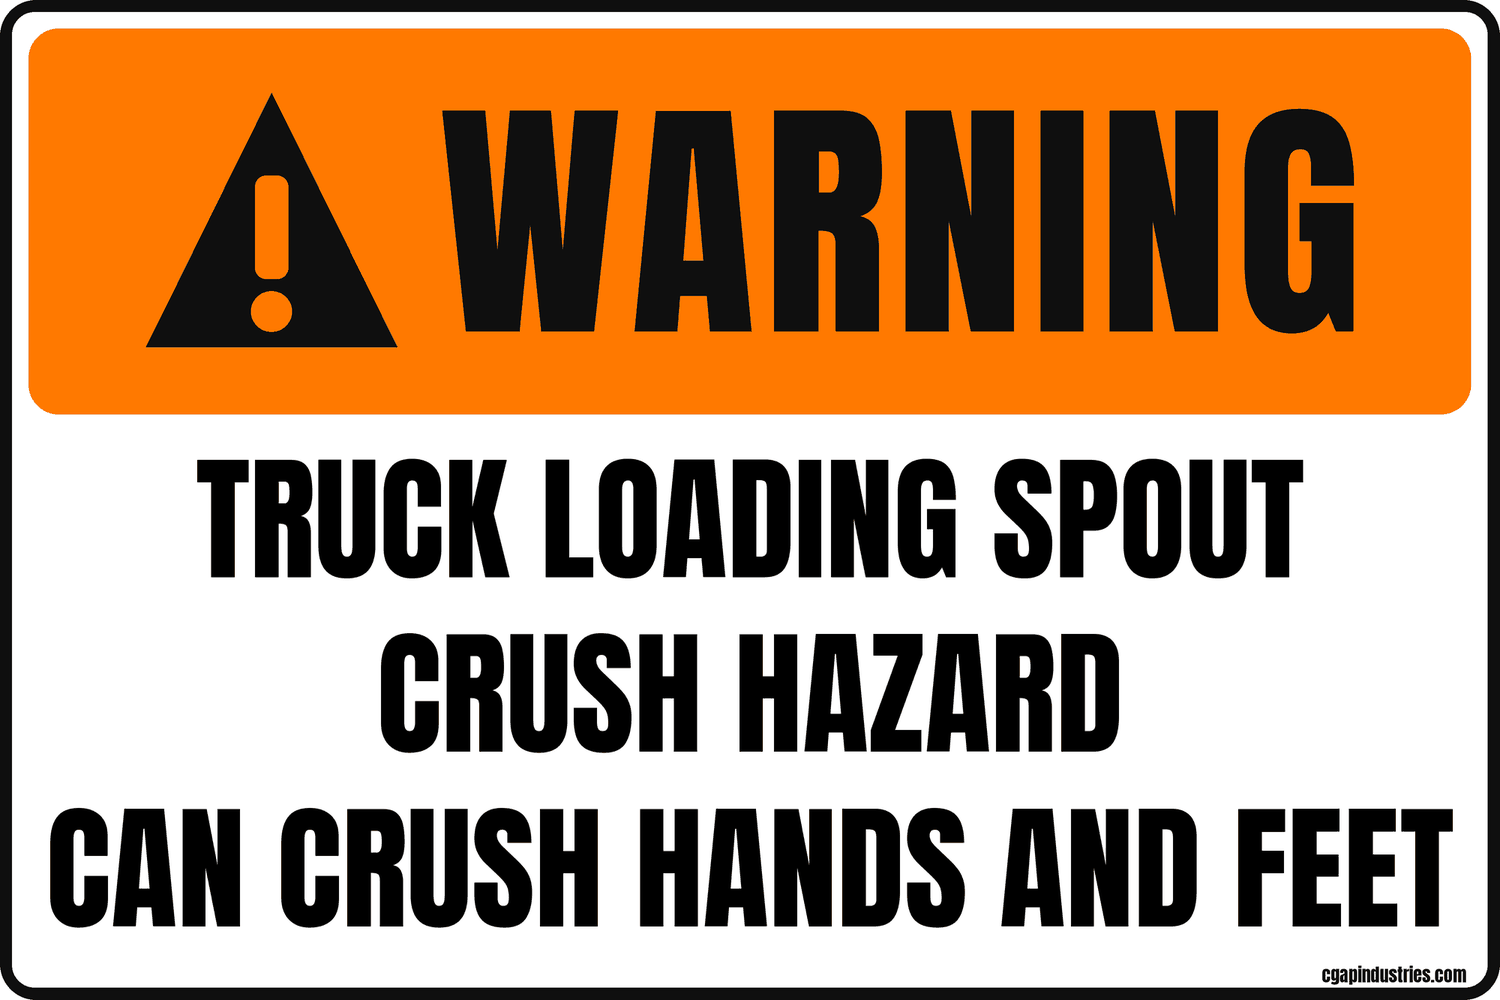 WARNING
TRUCK LOADING SPOUT
CRUSH HAZARD
CAN CRUSH HANDS AND FEET
cgapindustries.com